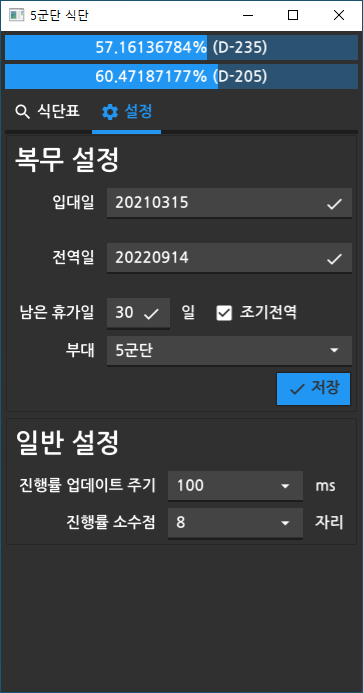 5군단 식단
57.16136784% (D-235)
60.47187177% (D-205)
식단표 설정
복무 설정
입대일 20210315
전역일 20220914
남은 휴가일 30 일 조기전역
부대 5군단
저장
일반 설정
진행률 업데이트 주기 100 ms
진행률 소수점 8 자리